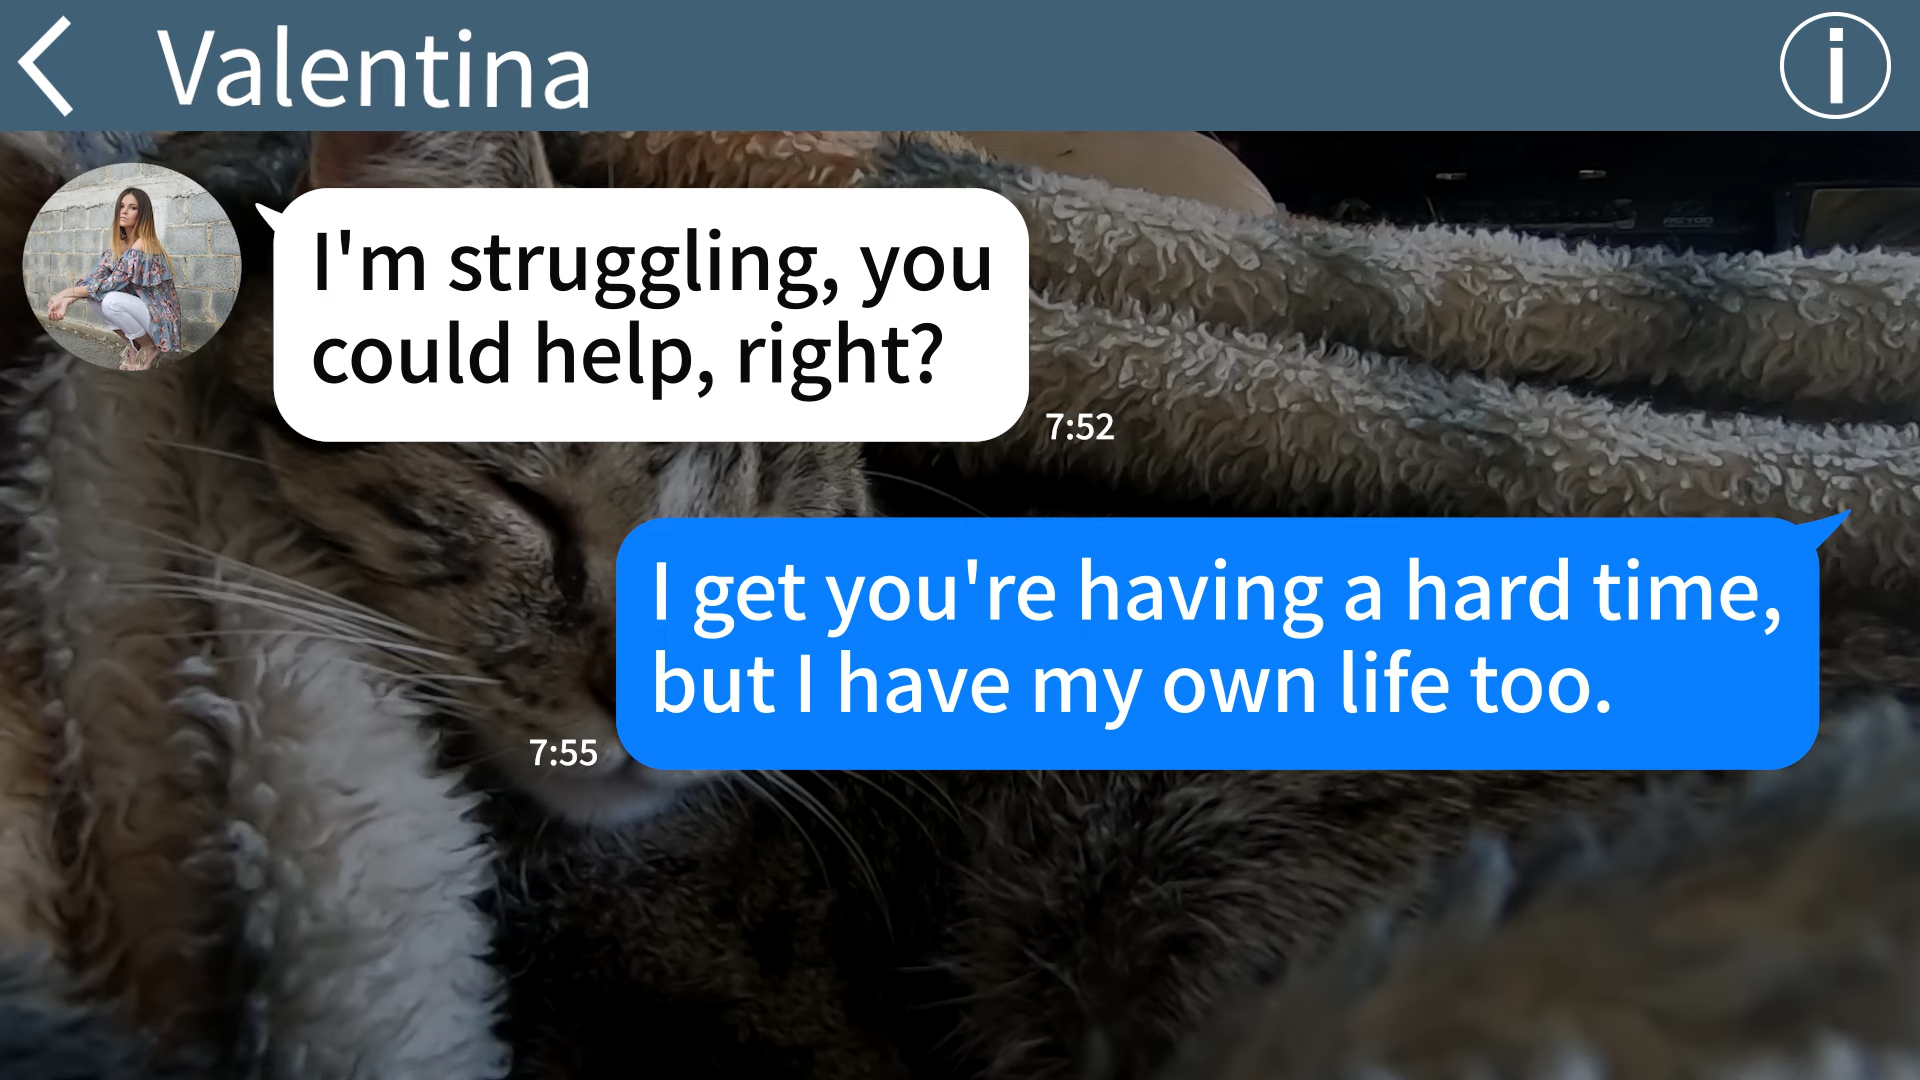 Valentina
I'm struggling, you
could help, right?
7:52
I get you're having a hard time,
but I have my own life too.
7:55